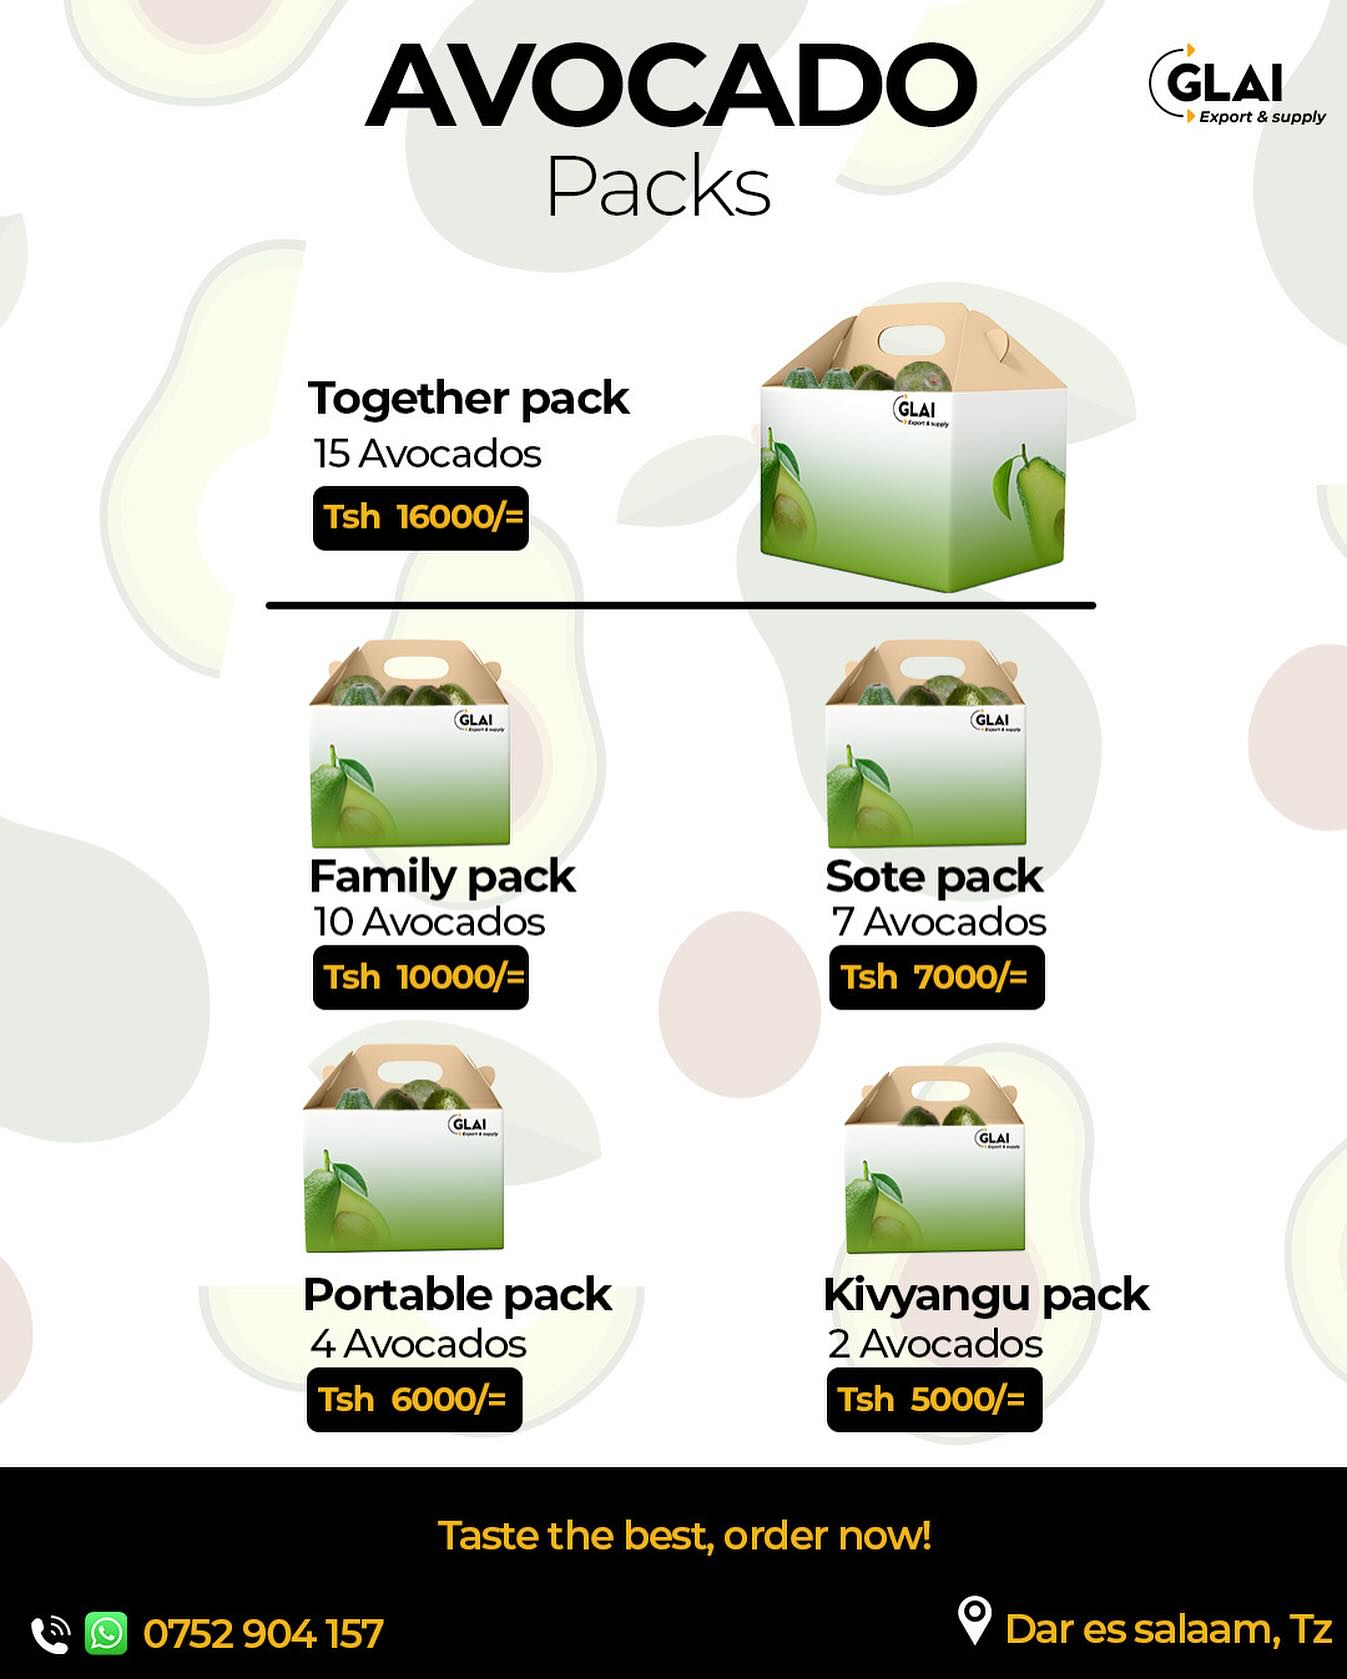 AVOCADO
Packs
GLAI
Export & supply
Together pack
15 Avocados
Tsh 16000/=
GLAI
Export & supply
GLAI
Export & supply
GLAI
Export & supply
Family pack
10 Avocados
Tsh 10000/=
Sote pack
7 Avocados
Tsh 7000/=
GLAI
Export & supply
GLAI
Export & supply
Portable pack
4 Avocados
Tsh 6000/=
Kivyangu pack
2 Avocados
Tsh 5000/=
Taste the best, order now!
0752 904 157
Dar es salaam, Tz